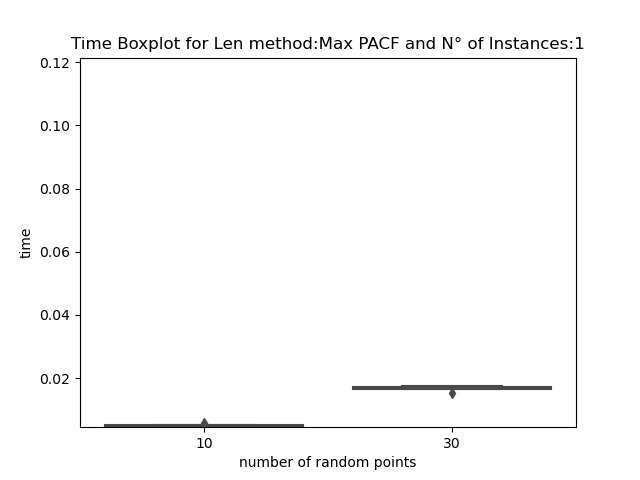 Time Boxplot for Len method:Max PACF and N° of Instances:1
0.12
0.10
0.08
0.06
0.04
0.02
time
10 30
number of random points